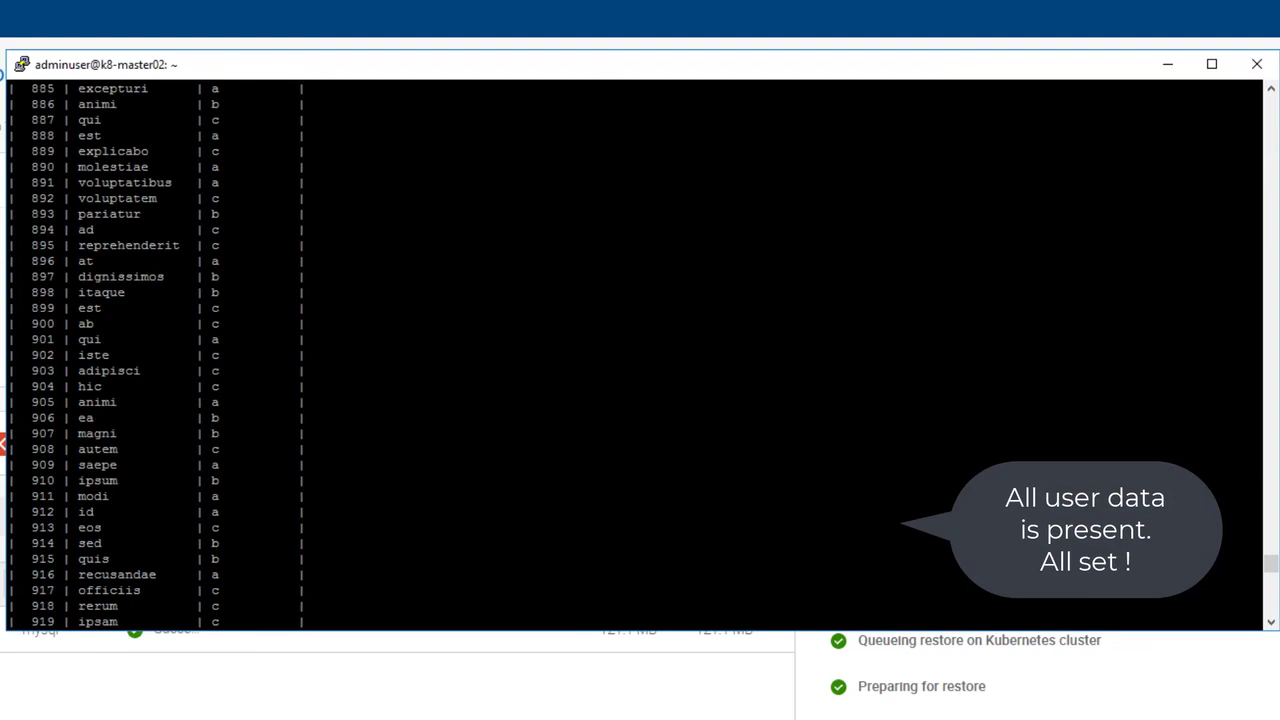 adminuser@k8-master02: ~
| 885 | excepturi | a |
| 886 | animi | b |
| 887 | qui | c |
| 888 | est | a |
| 889 | explicabo | c |
| 890 | molestiae | a |
| 891 | voluptatibus | a |
| 892 | voluptatem | c |
| 893 | pariatur | b |
| 894 | ad | c |
| 895 | reprehenderit | c |
| 896 | at | a |
| 897 | dignissimos | b |
| 898 | itaque | b |
| 899 | est | c |
| 900 | ab | c |
| 901 | qui | a |
| 902 | iste | c |
| 903 | adipisci | c |
| 904 | hic | c |
| 905 | animi | a |
| 906 | ea | b |
| 907 | magni | b |
| 908 | autem | c |
| 909 | saepe | a |
| 910 | ipsum | b |
| 911 | modi | a |
| 912 | id | a |
| 913 | eos | c |
| 914 | sed | b |
| 915 | quis | b |
| 916 | recusandae | a |
| 917 | officiis | c |
| 918 | rerum | c |
| 919 | ipsam | c |
All user data
is present.
All set !
Queueing restore on Kubernetes cluster
Preparing for restore